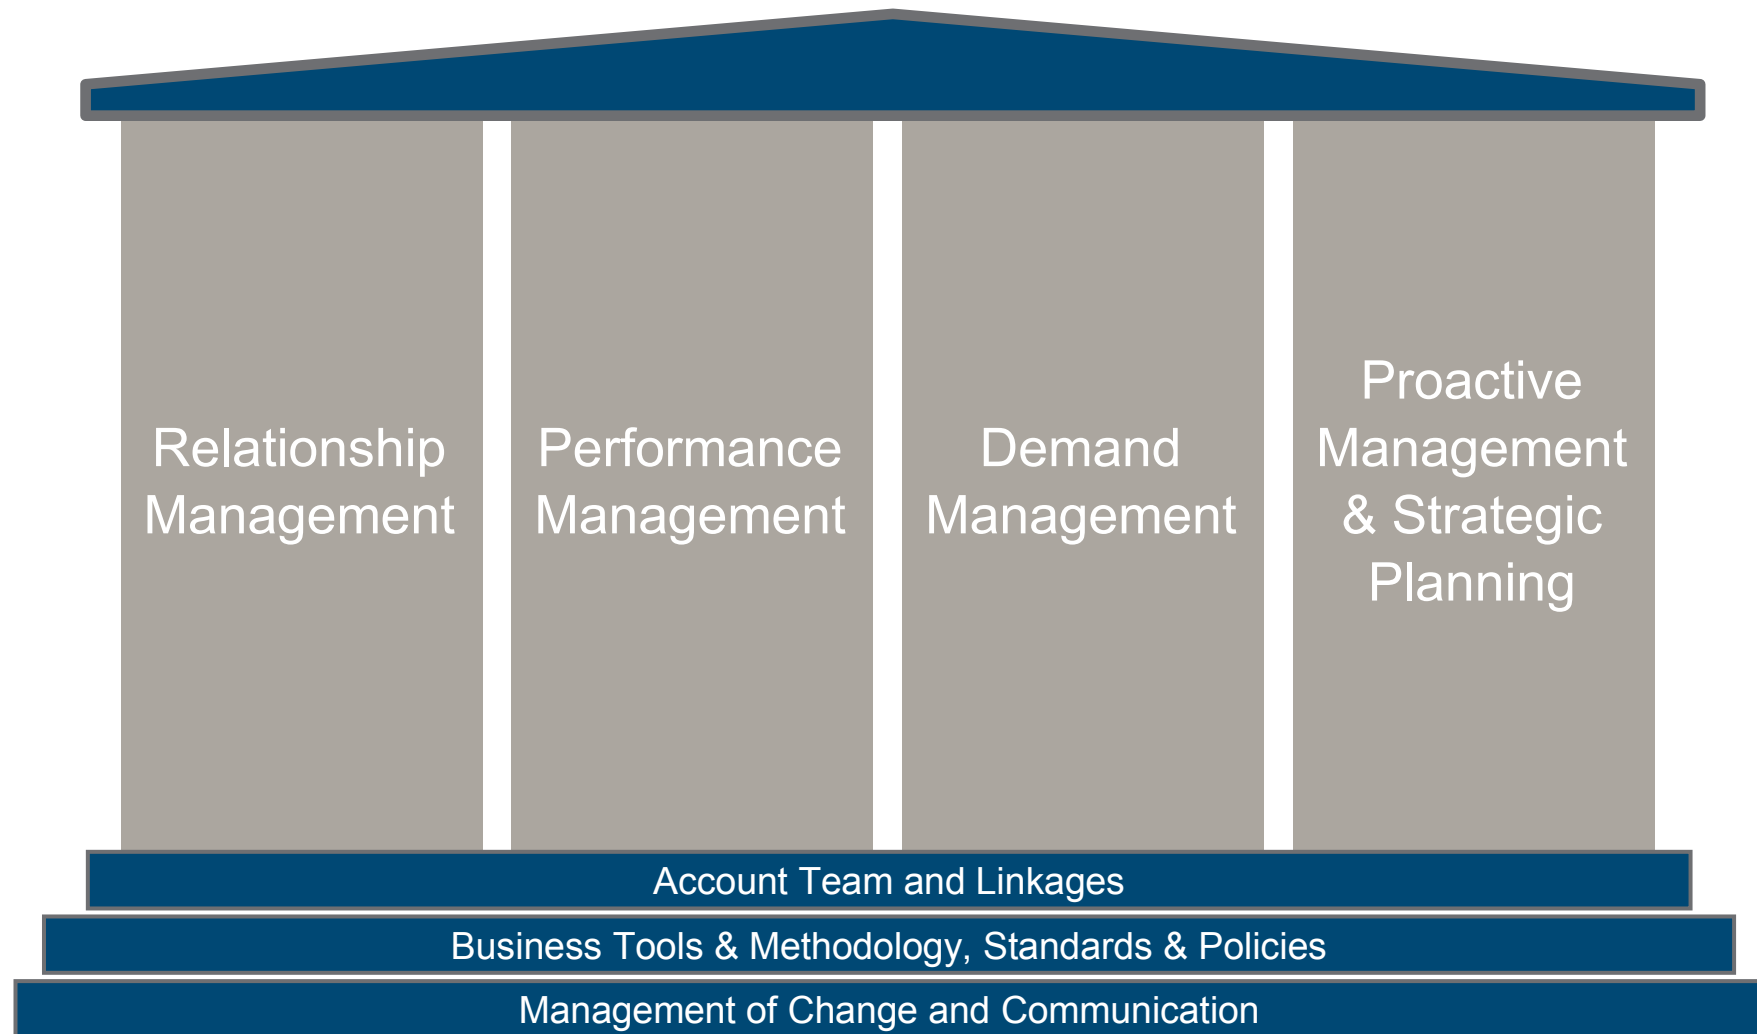 Relationship
Management
Performance
Management
Demand
Management
Proactive
Management
& Strategic
Planning
Account Team and Linkages
Business Tools & Methodology, Standards & Policies
Management of Change and Communication